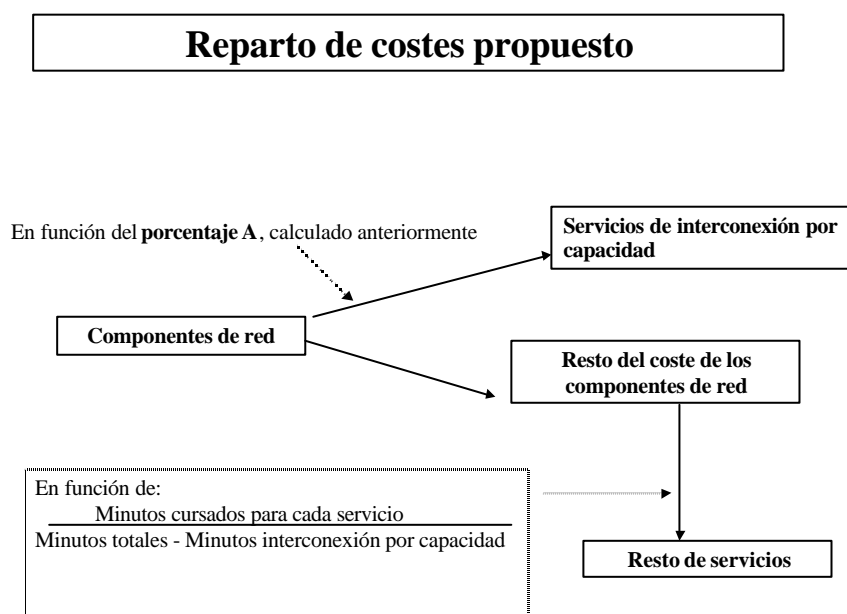 Reparto de costes propuesto
En función del porcentaje A, calculado anteriormente
Servicios de interconexión por
capacidad
Componentes de red
Resto del coste de los
componentes de red
En función de:
Minutos cursados para cada servicio
Minutos totales - Minutos interconexión por capacidad
Resto de servicios